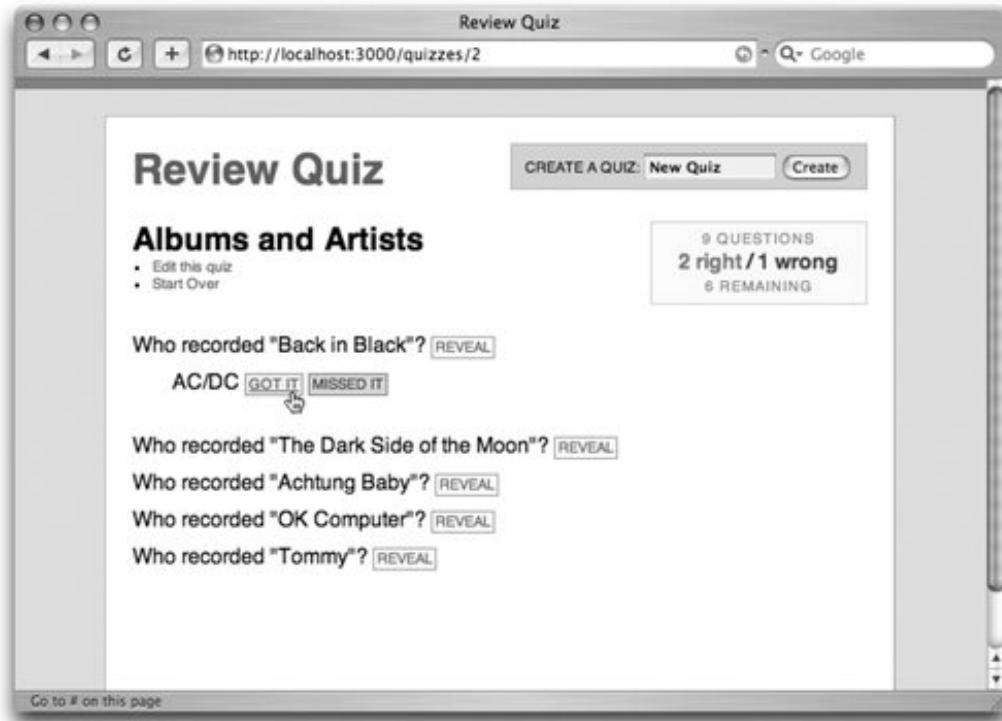 Review Quiz
http://localhost:3000/quizzes/2
Google
Review Quiz
CREATE A QUIZ: New Quiz Create
Albums and Artists
Edit this quiz
Start Over
9 QUESTIONS
2 right / 1 wrong
6 REMAINING
Who recorded "Back in Black"? REVEAL
AC/DC GOT IT MISSED IT
Who recorded "The Dark Side of the Moon"? REVEAL
Who recorded "Achtung Baby"? REVEAL
Who recorded "OK Computer"? REVEAL
Who recorded "Tommy"? REVEAL
Go to # on this page